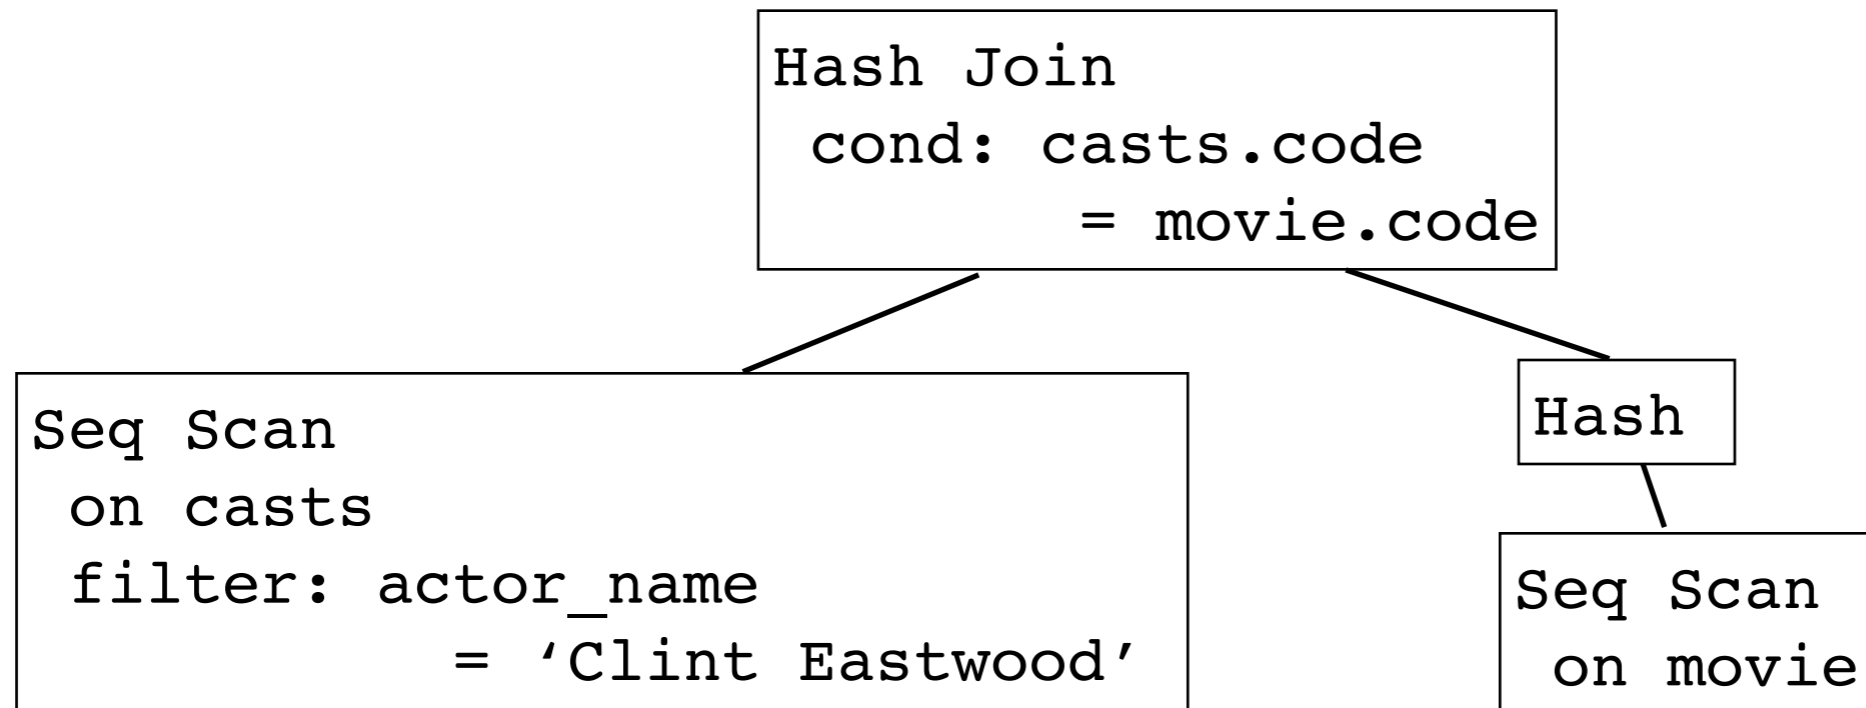 Hash Join
cond: casts.code
= movie.code
Seq Scan
on casts
filter: actor_name
= ‘Clint Eastwood’
Hash
Seq Scan
on movie